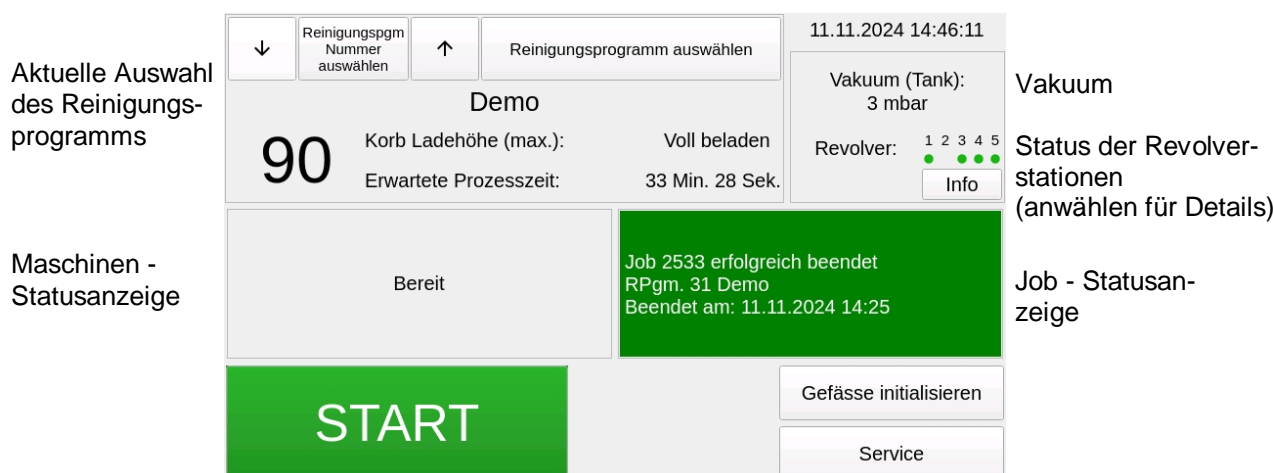 Aktuelle Auswahl
des Reinigungs-
programms
Reinigungspgm
Nummer
auswählen
Reinigungsprogramm auswählen
Demo
90
Korb Ladehöhe (max.): Voll beladen
Erwartete Prozesszeit: 33 Min. 28 Sek.
11.11.2024 14:46:11
Vakuum (Tank):
3 mbar
Revolver: 1 2 3 4 5
Info
Vakuum
Status der Revolver-
stationen
(anwählen für Details)
Maschinen -
Statusanzeige
Bereit
Job 2533 erfolgreich beendet
RPgm. 31 Demo
Beendet am: 11.11.2024 14:25
Job - Statusan-
zeige
START
Gefässe initialisieren
Service